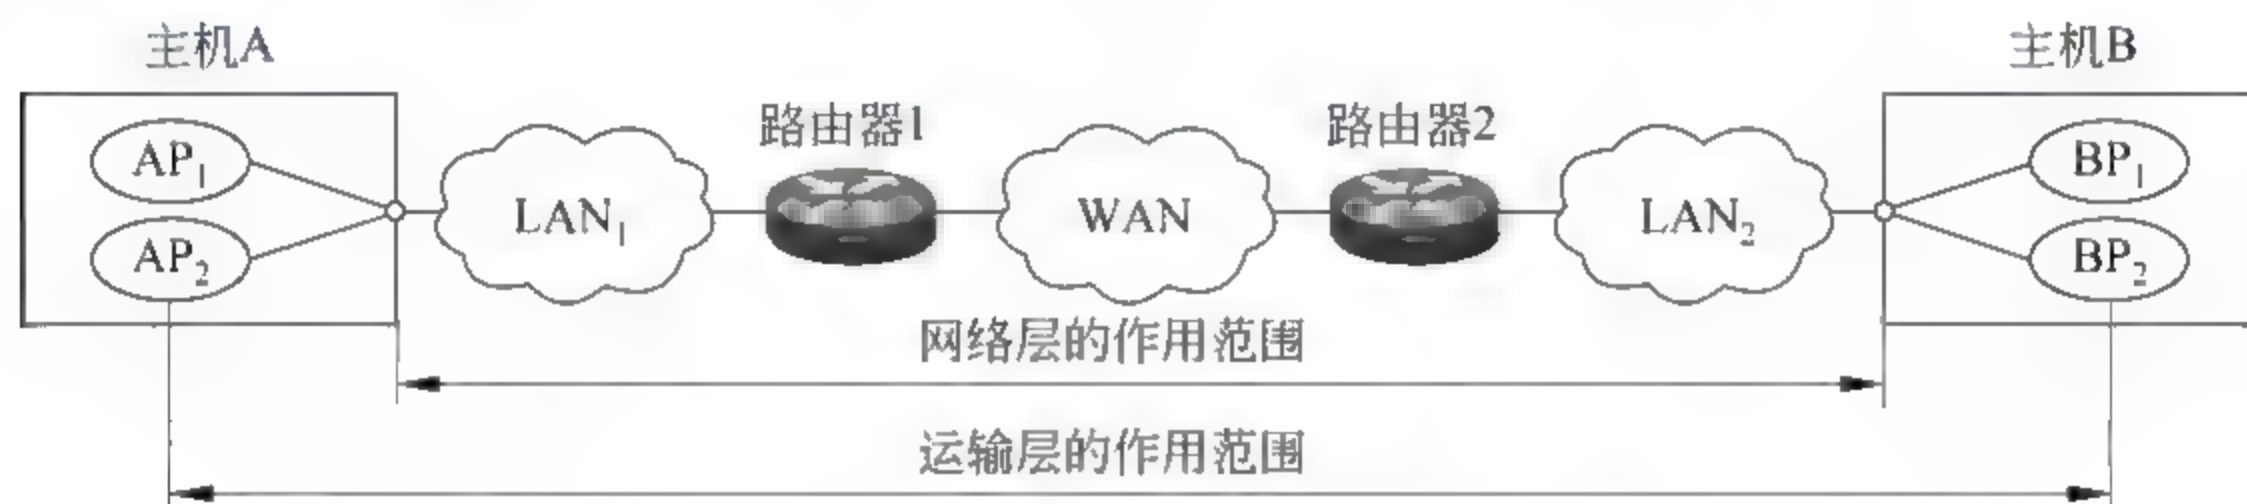 主机A
主机B
路由器1
路由器2
AP₁
AP₂
LAN₁
WAN
LAN₂
BP₁
BP₂
网络层的作用范围
运输层的作用范围